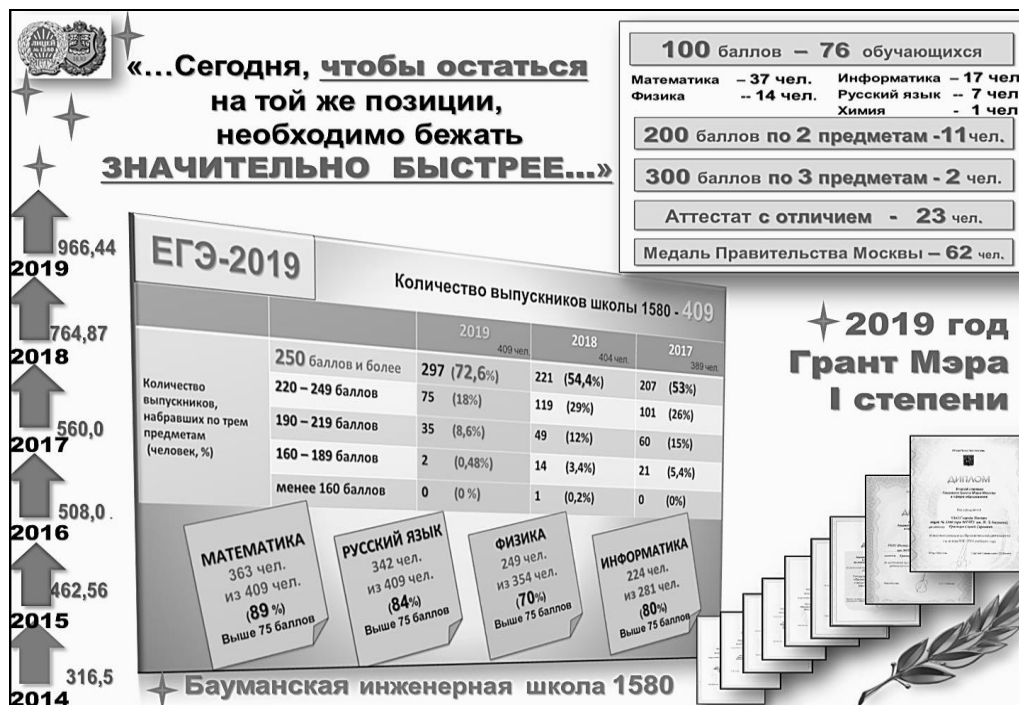 ЛИЦЕЙ
№ 1580
1830
«…Сегодня, чтобы остаться
на той же позиции,
необходимо бежать
ЗНАЧИТЕЛЬНО БЫСТРЕЕ…»
100 баллов – 76 обучающихся
Математика – 37 чел. Информатика – 17 чел
Физика -- 14 чел. Русский язык -- 7 чел
Химия - 1 чел
200 баллов по 2 предметам -11 чел.
300 баллов по 3 предметам - 2 чел.
Аттестат с отличием - 23 чел.
Медаль Правительства Москвы – 62 чел.
966,44
2019
764,87
2018
560,0
2017
508,0
2016
462,56
2015
316,5
2014
ЕГЭ-2019
Количество выпускников школы 1580 - 409
2019 2018 2017
409 чел. 404 чел. 389 чел.
Количество
выпускников,
набравших по трем
предметам
(человек, %)
250 баллов и более 297 (72,6%) 221 (54,4%) 207 (53%)
220 – 249 баллов 75 (18%) 119 (29%) 101 (26%)
190 – 219 баллов 35 (8,6%) 49 (12%) 60 (15%)
160 – 189 баллов 2 (0,48%) 14 (3,4%) 21 (5,4%)
менее 160 баллов 0 (0 %) 1 (0,2%) 0 (0%)
МАТЕМАТИКА
363 чел.
из 409 чел.
(89 %)
Выше 75 баллов
РУССКИЙ ЯЗЫК
342 чел.
из 409 чел.
(84%)
Выше 75 баллов
ФИЗИКА
249 чел.
из 354 чел.
(70%)
Выше 75 баллов
ИНФОРМАТИКА
224 чел.
из 281 чел.
(80%)
Выше 75 баллов
2019 год
Грант Мэра
I степени
ДИПЛОМ
Бауманская инженерная школа 1580